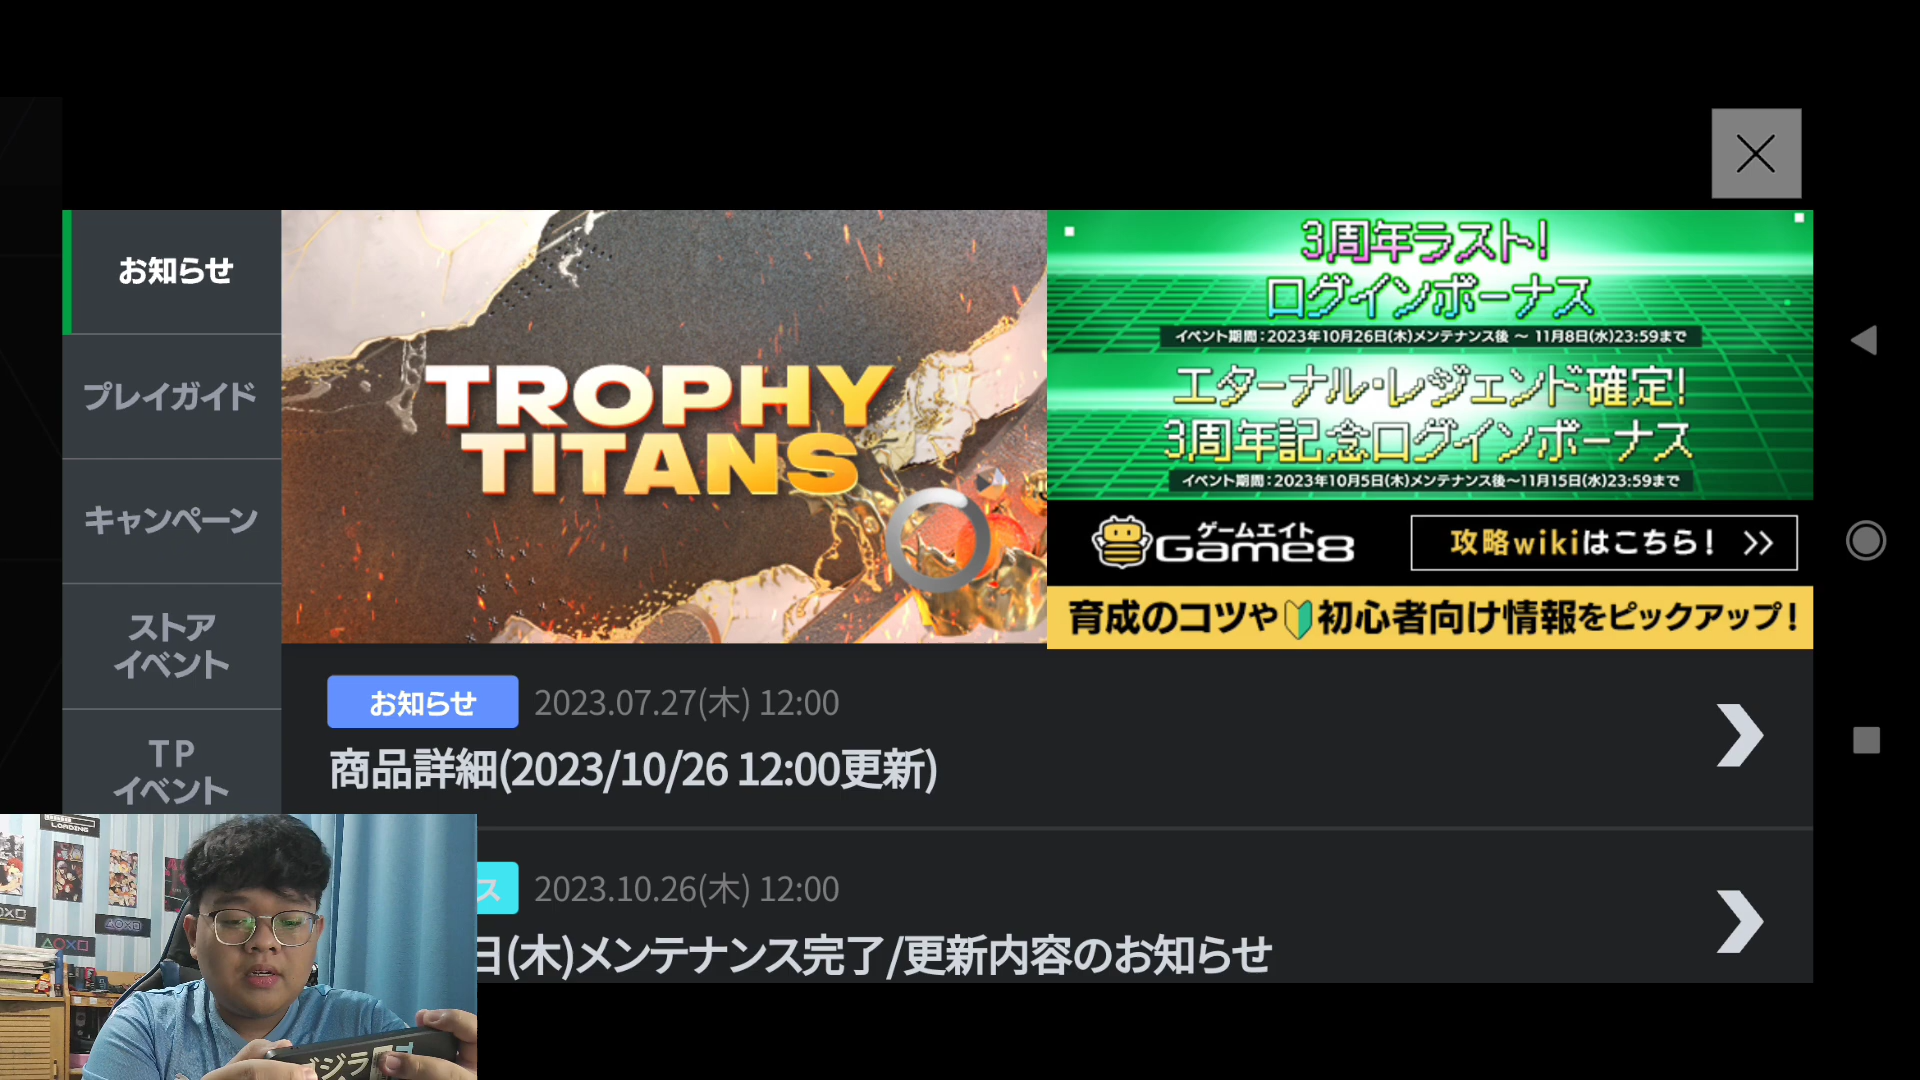 お知らせ
プレイガイド
キャンペーン
ストア
イベント
TP
イベント
TROPHY
TITANS
3周年ラスト!
ログインボーナス
イベント期間:2023年10月26日(木)メンテナンス後 ～ 11月8日(水)23:59まで
エターナル・レジェンド確定!
3周年記念ログインボーナス
イベント期間:2023年10月5日(木)メンテナンス後～11月15日(水)23:59まで
ゲームエイト
Game8
攻略wikiはこちら! >>
育成のコツや初心者向け情報をピックアップ!
お知らせ 2023.07.27(木) 12:00
商品詳細(2023/10/26 12:00更新)
ス 2023.10.26(木) 12:00
日(木)メンテナンス完了/更新内容のお知らせ
LOADING
ジラ